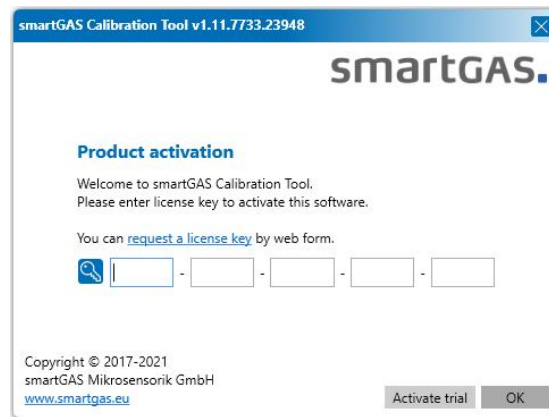 smartGAS Calibration Tool v1.11.7733.23948
smartGAS.
Product activation
Welcome to smartGAS Calibration Tool.
Please enter license key to activate this software.
You can request a license key by web form.
- - - -
Copyright © 2017-2021
smartGAS Mikrosensorik GmbH
www.smartgas.eu
Activate trial OK